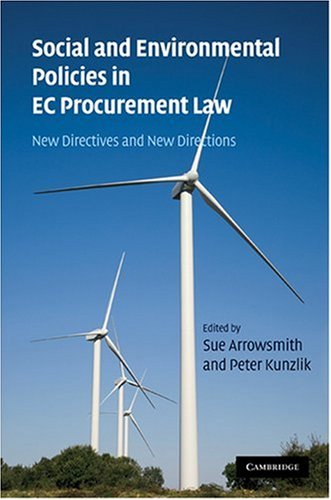 Social and Environmental
Policies in
EC Procurement Law
New Directives and New Directions
Edited by
Sue Arrowsmith
and Peter Kunzlik
CAMBRIDGE